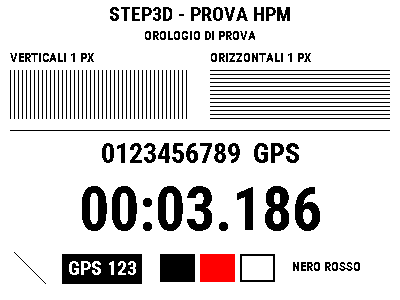 STEP3D - PROVA HPM
OROLOGIO DI PROVA
VERTICALI 1 PX
ORIZZONTALI 1 PX
0123456789 GPS
00:03.186
GPS 123
NERO ROSSO